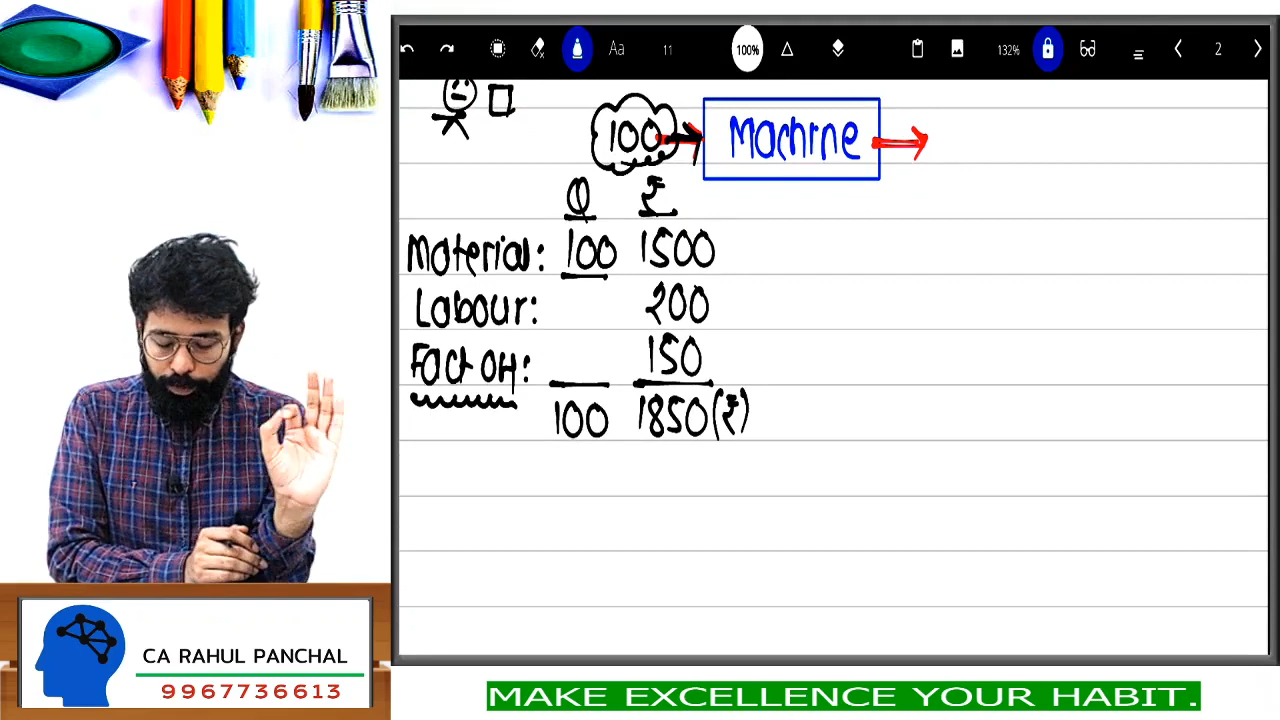 Aa 11 100% 132% 2
100 Machine
Q ₹
Material: 100 1500
Labour: 200
Fact OH: 150
100 1850 (₹)
CA RAHUL PANCHAL
9967736613
MAKE EXCELLENCE YOUR HABIT.